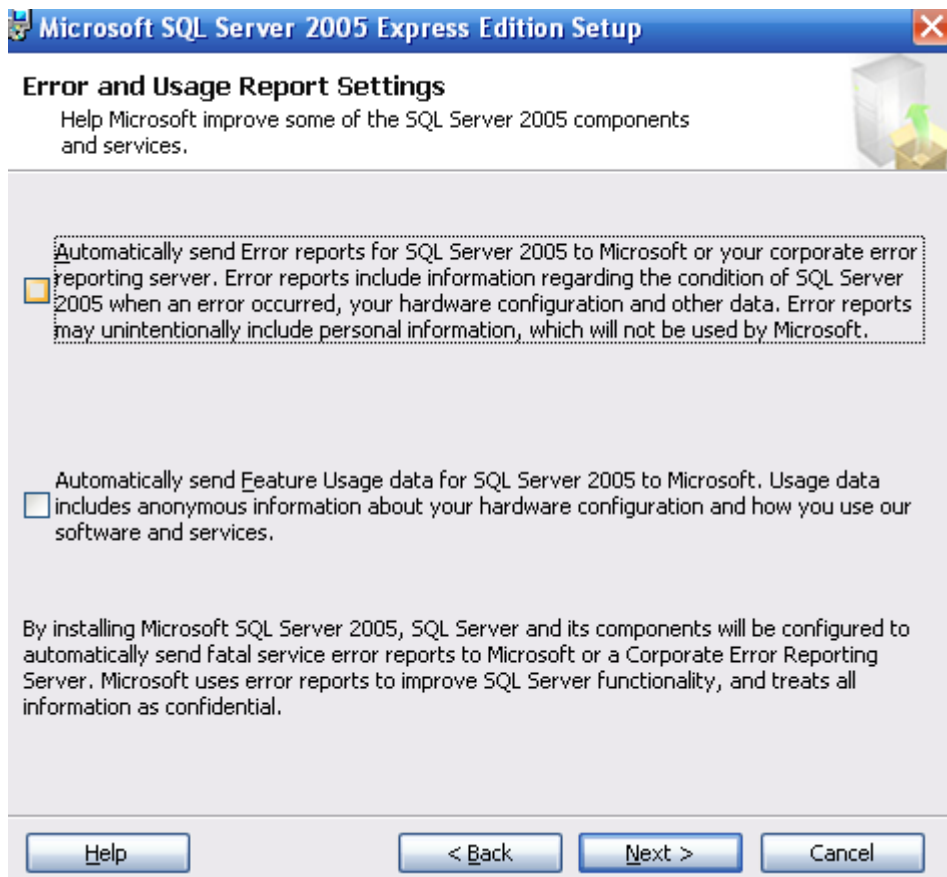 Microsoft SQL Server 2005 Express Edition Setup
Error and Usage Report Settings
Help Microsoft improve some of the SQL Server 2005 components
and services.
Automatically send Error reports for SQL Server 2005 to Microsoft or your corporate error
reporting server. Error reports include information regarding the condition of SQL Server
2005 when an error occurred, your hardware configuration and other data. Error reports
may unintentionally include personal information, which will not be used by Microsoft.
Automatically send Feature Usage data for SQL Server 2005 to Microsoft. Usage data
includes anonymous information about your hardware configuration and how you use our
software and services.
By installing Microsoft SQL Server 2005, SQL Server and its components will be configured to
automatically send fatal service error reports to Microsoft or a Corporate Error Reporting
Server. Microsoft uses error reports to improve SQL Server functionality, and treats all
information as confidential.
Help < Back Next > Cancel